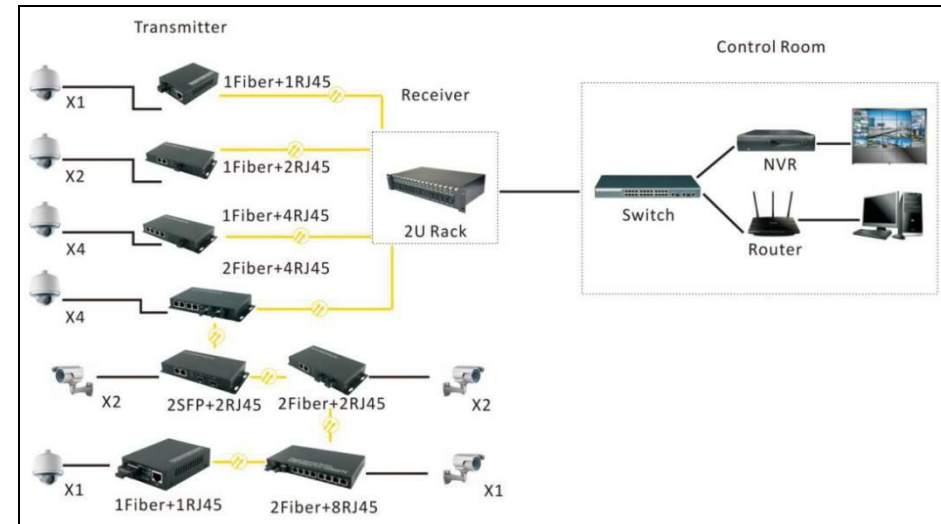 Transmitter
Control Room
1Fiber+1RJ45
Receiver
X1
1Fiber+2RJ45
X2
NVR
1Fiber+4RJ45
Switch
2U Rack
X4
Router
2Fiber+4RJ45
X4
X2
2SFP+2RJ45
2Fiber+2RJ45
X2
X1
1Fiber+1RJ45
2Fiber+8RJ45
X1